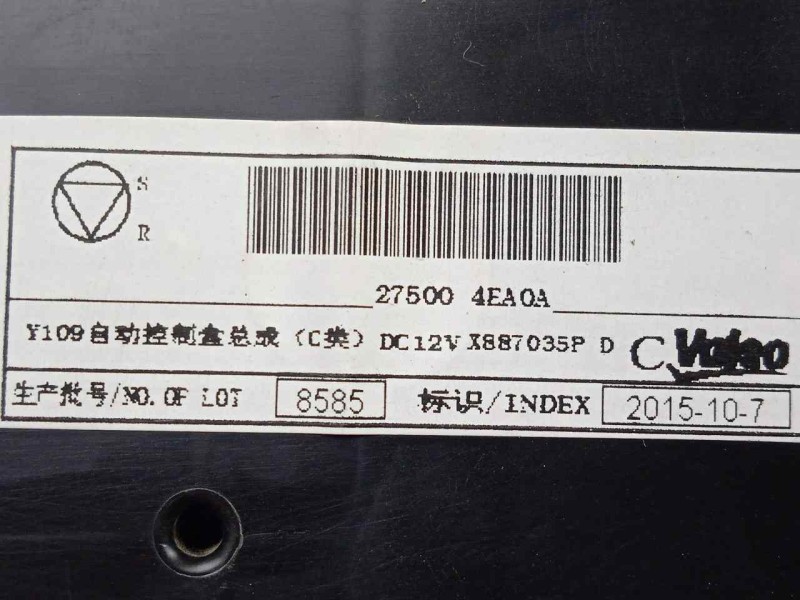 S
R
27500 4EA0A
Y109自动控制盒总成 (C类) DC12V X887035P D C Valeo
生产批号/NO.OF LOT 8585 标识/INDEX 2015-10-7